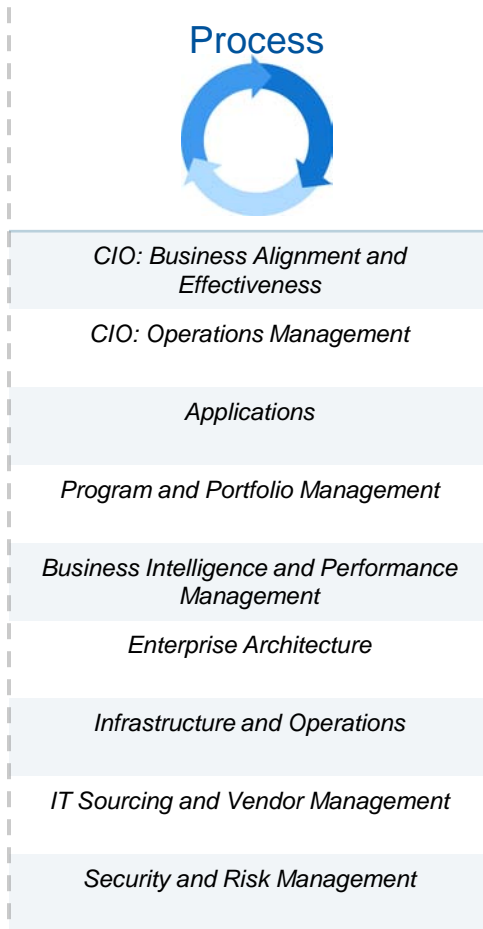 Process
CIO: Business Alignment and
Effectiveness
CIO: Operations Management
Applications
Program and Portfolio Management
Business Intelligence and Performance
Management
Enterprise Architecture
Infrastructure and Operations
IT Sourcing and Vendor Management
Security and Risk Management